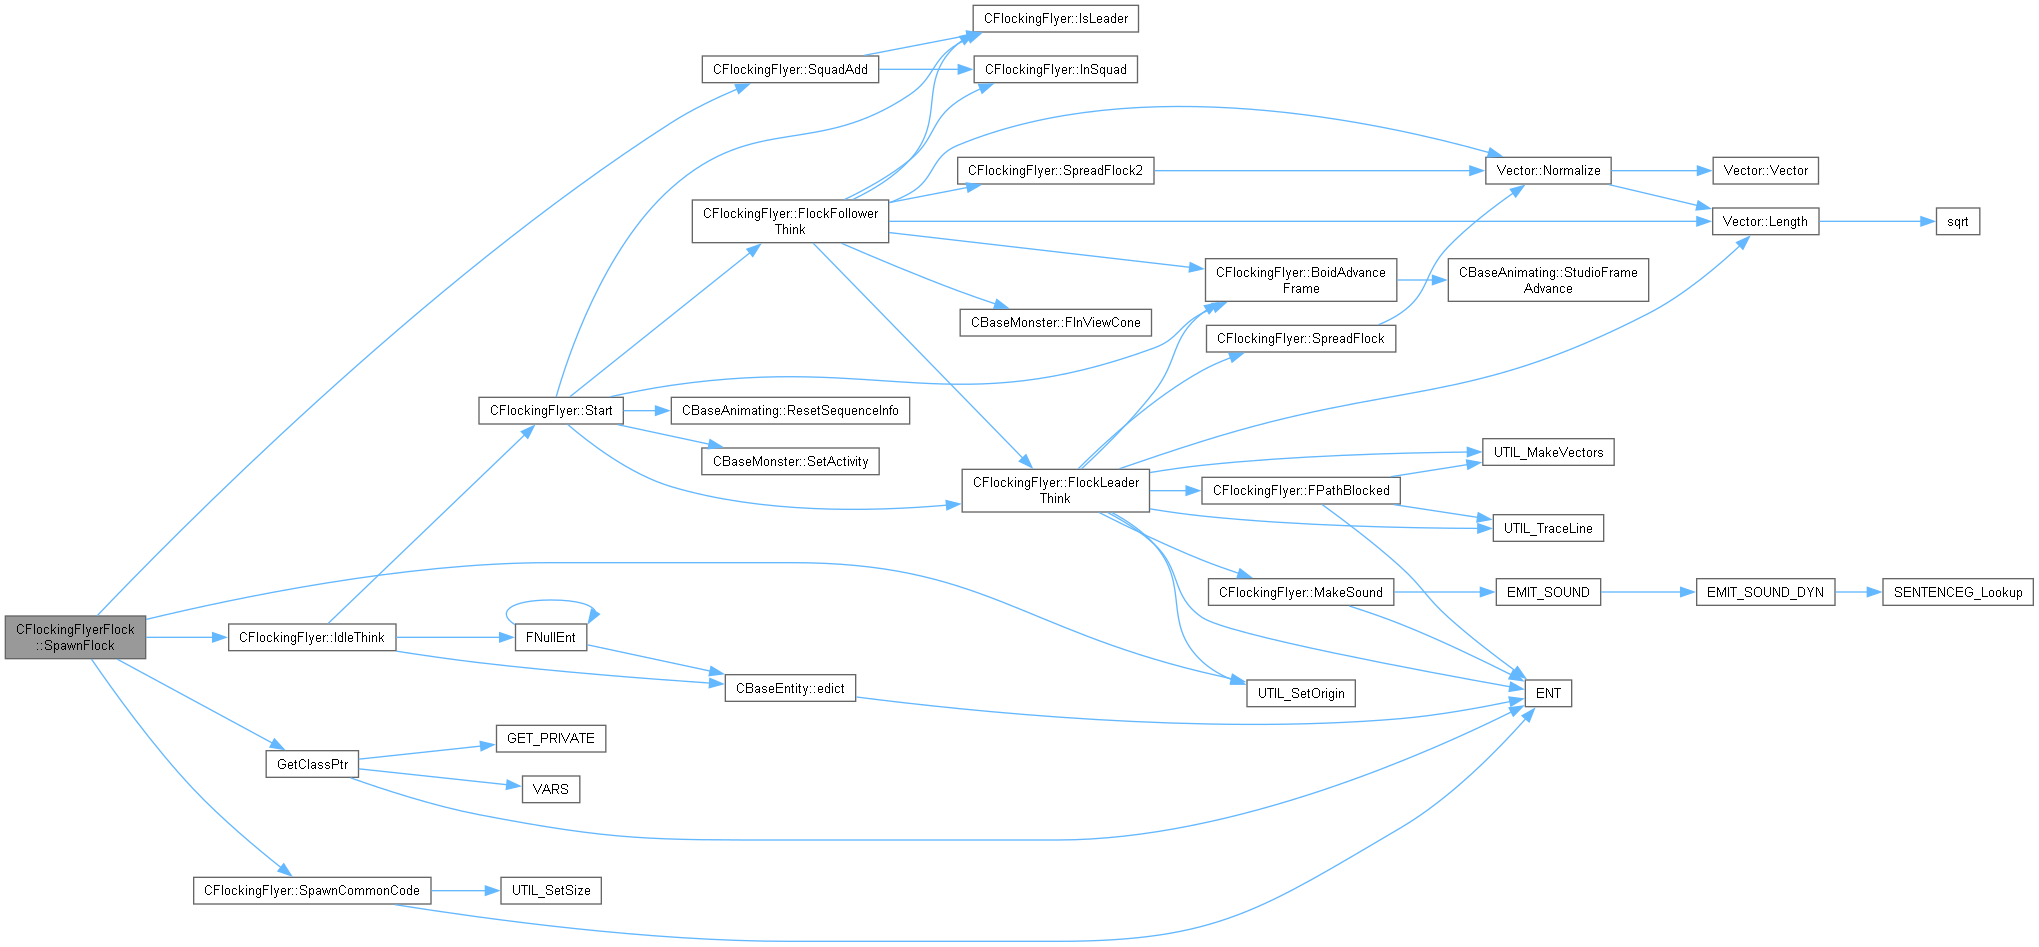 CFlockingFlyer::IsLeader
CFlockingFlyer::SquadAdd
CFlockingFlyer::InSquad
CFlockingFlyer::SpreadFlock2
Vector::Normalize
Vector::Vector
CFlockingFlyer::FlockFollower
Think
Vector::Length
sqrt
CFlockingFlyer::BoidAdvance
Frame
CBaseAnimating::StudioFrame
Advance
CBaseMonster::FInViewCone
CFlockingFlyer::SpreadFlock
CFlockingFlyer::Start
CBaseAnimating::ResetSequenceInfo
CBaseMonster::SetActivity
UTIL_MakeVectors
CFlockingFlyer::FlockLeader
Think
CFlockingFlyer::FPathBlocked
UTIL_TraceLine
CFlockingFlyer::MakeSound
EMIT_SOUND
EMIT_SOUND_DYN
SENTENCEG_Lookup
CFlockingFlyerFlock
::SpawnFlock
CFlockingFlyer::IdleThink
FNullEnt
CBaseEntity::edict
UTIL_SetOrigin
ENT
GetClassPtr
GET_PRIVATE
VARS
CFlockingFlyer::SpawnCommonCode
UTIL_SetSize